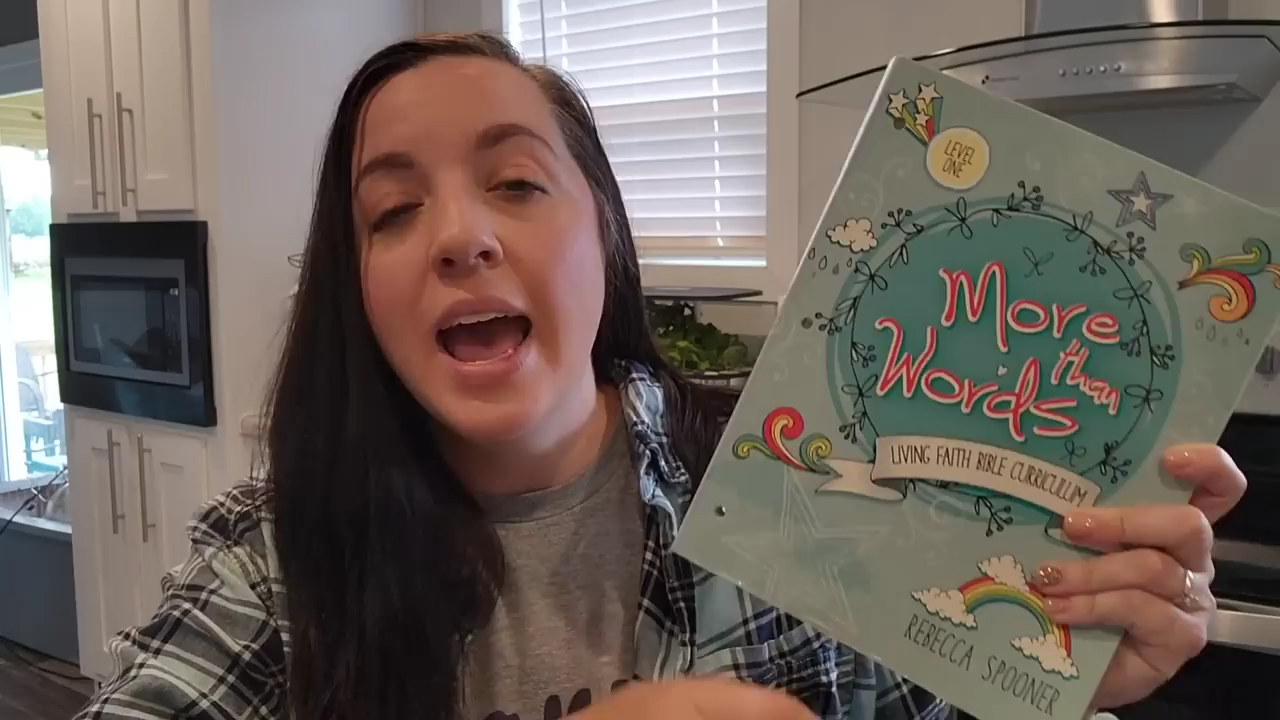 LEVEL
ONE
More
than
Words
LIVING FAITH BIBLE CURRICULUM
REBECCA SPOONER